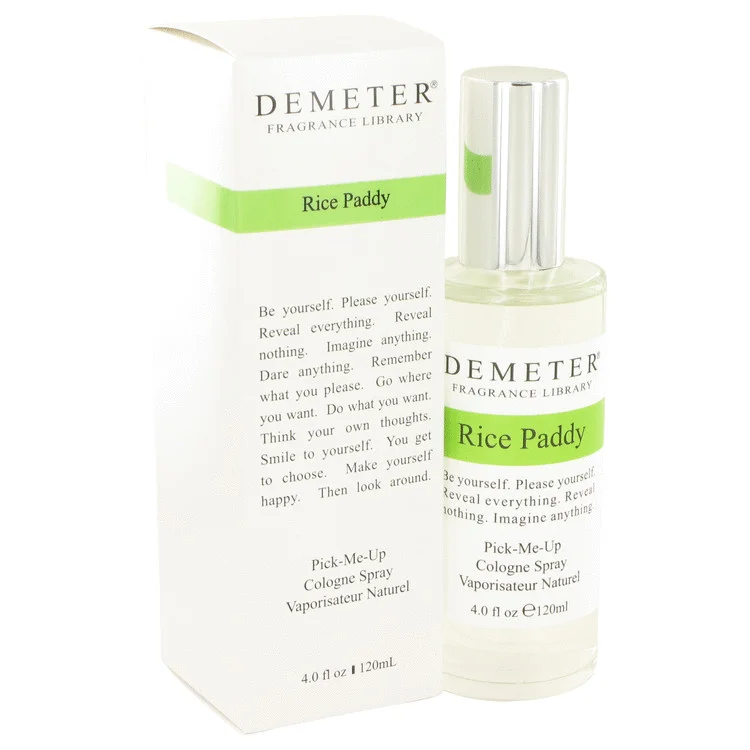 DEMETER®
FRAGRANCE LIBRARY
Rice Paddy
Be yourself. Please yourself.
Reveal everything. Reveal
nothing. Imagine anything.
Dare anything. Remember
what you please. Go where
you want. Do what you want.
Think your own thoughts.
Smile to yourself. You get
to choose. Make yourself
happy. Then look around.
Pick-Me-Up
Cologne Spray
Vaporisateur Naturel
4.0 fl oz 120mL
DEMETER®
FRAGRANCE LIBRARY
Rice Paddy
Be yourself. Please yourself.
Reveal everything. Reveal
nothing. Imagine anything.
Pick-Me-Up
Cologne Spray
Vaporisateur Naturel
4.0 fl oz ℮120ml